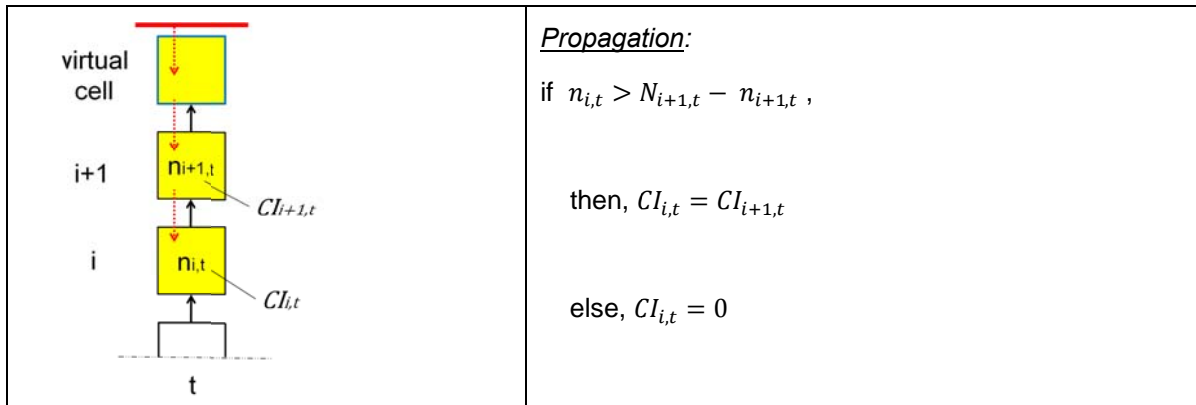 virtual
cell
i+1
n_{i+1,t}
CI_{i+1,t}
i
n_{i,t}
CI_{i,t}
t
Propagation:
if n_{i,t} > N_{i+1,t} − n_{i+1,t} ,
then, CI_{i,t} = CI_{i+1,t}
else, CI_{i,t} = 0